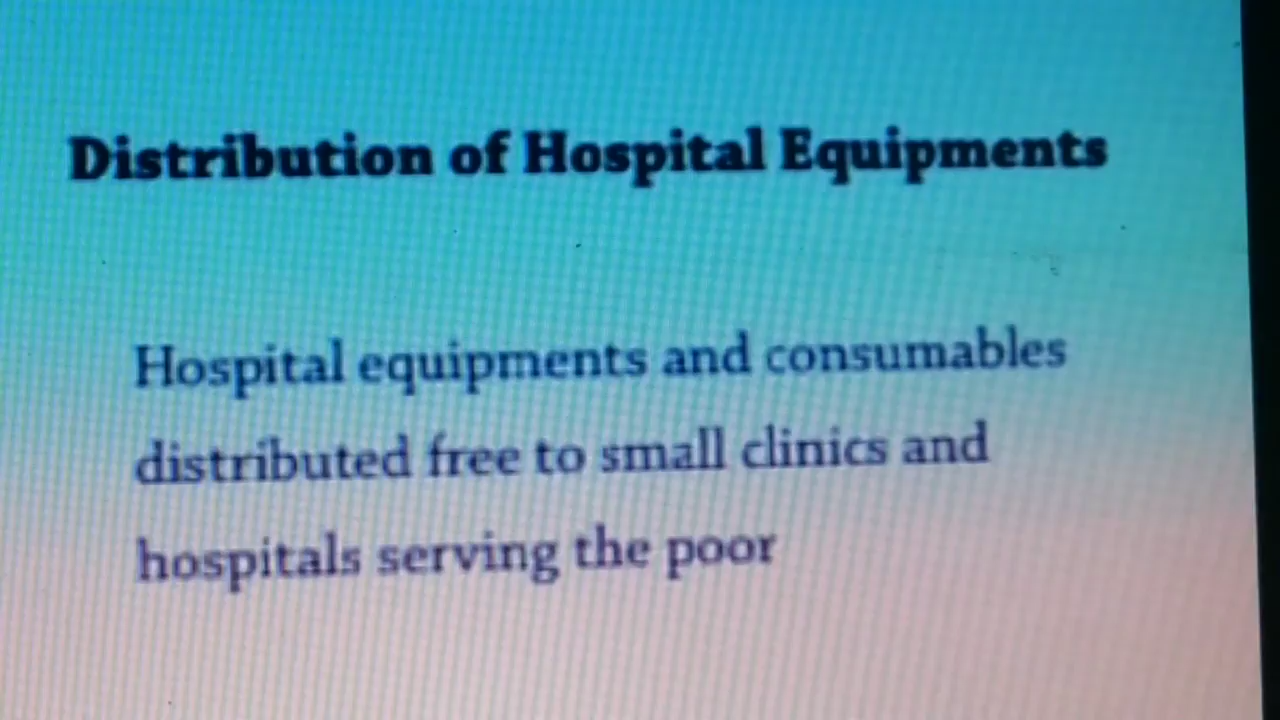 Distribution of Hospital Equipments
Hospital equipments and consumables
distributed free to small clinics and
hospitals serving the poor